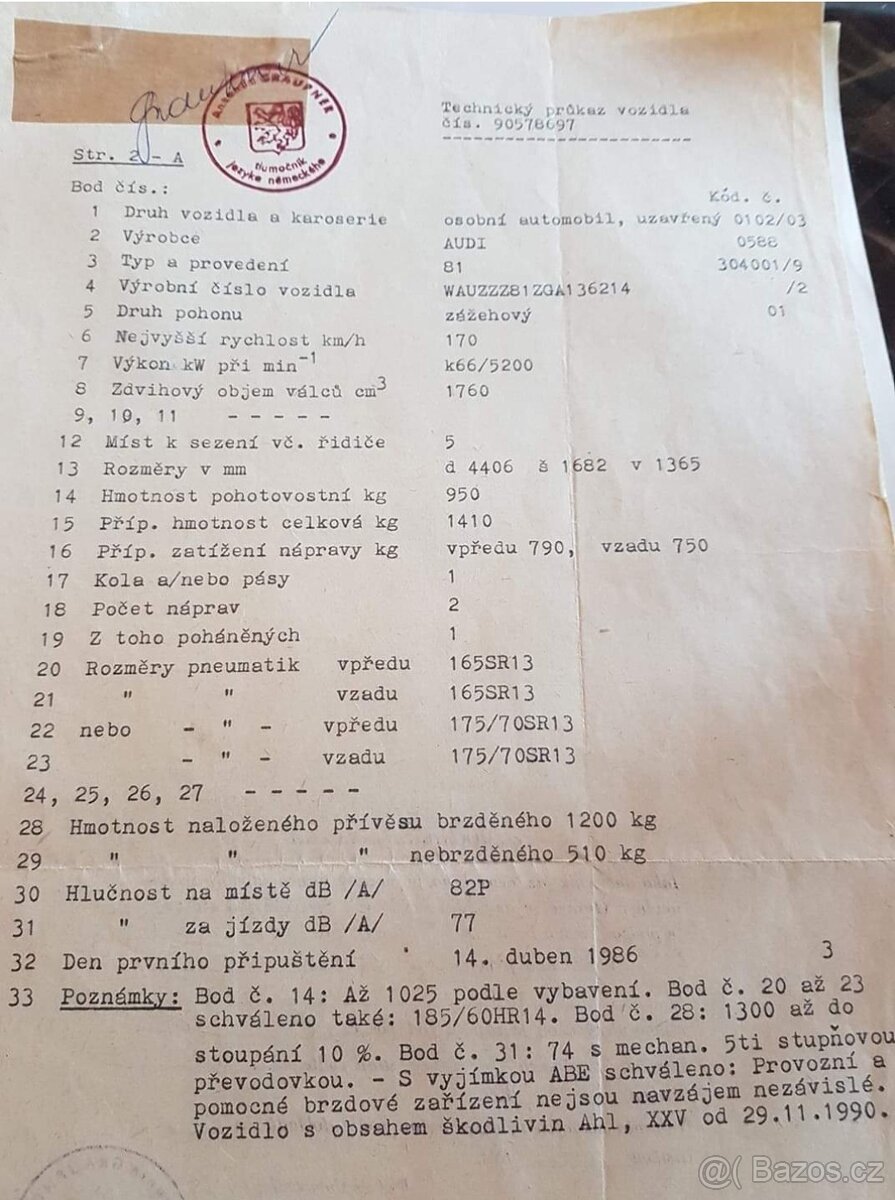 Graupner
Antonín GRAUPNER
tlumočník
jazyka německého
Technický průkaz vozidla
čís. 90578697
Str. 2 - A
Bod čís.:
Kód. č.
1 Druh vozidla a karoserie osobní automobil, uzavřený 0102/03
2 Výrobce AUDI 0588
3 Typ a provedení 81 304001/9
4 Výrobní číslo vozidla WAUZZZ81ZGA136214 /2
5 Druh pohonu zážehový 01
6 Nejvyšší rychlost km/h 170
7 Výkon kW při min-1 k66/5200
8 Zdvihový objem válců cm3 1760
9, 10, 11 - - - - -
12 Míst k sezení vč. řidiče 5
13 Rozměry v mm d 4406 š 1682 v 1365
14 Hmotnost pohotovostní kg 950
15 Příp. hmotnost celková kg 1410
16 Příp. zatížení nápravy kg vpředu 790, vzadu 750
17 Kola a/nebo pásy 1
18 Počet náprav 2
19 Z toho poháněných 1
20 Rozměry pneumatik vpředu 165SR13
21 " " vzadu 165SR13
22 nebo - " - vpředu 175/70SR13
23 - " - vzadu 175/70SR13
24, 25, 26, 27 - - - - -
28 Hmotnost naloženého přívěsu brzděného 1200 kg
29 " " " nebrzděného 510 kg
30 Hlučnost na místě dB /A/ 82P
31 " za jízdy dB /A/ 77
32 Den prvního připuštění 14. duben 1986 3
33 Poznámky: Bod č. 14: Až 1025 podle vybavení. Bod č. 20 až 23
schváleno také: 185/60HR14. Bod č. 28: 1300 až do
stoupání 10 %. Bod č. 31: 74 s mechan. 5ti stupňovou
převodovkou. - S vyjímkou ABE schváleno: Provozní a
pomocné brzdové zařízení nejsou navzájem nezávislé.
Vozidlo s obsahem škodlivin Ahl, XXV od 29.11.1990.
@( Bazos.cz